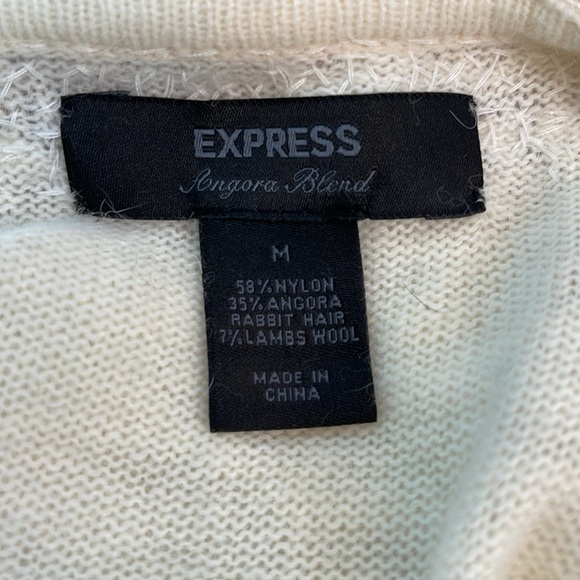 EXPRESS
Angora Blend
M
58% NYLON
35% ANGORA
RABBIT HAIR
7% LAMBS WOOL
MADE IN
CHINA